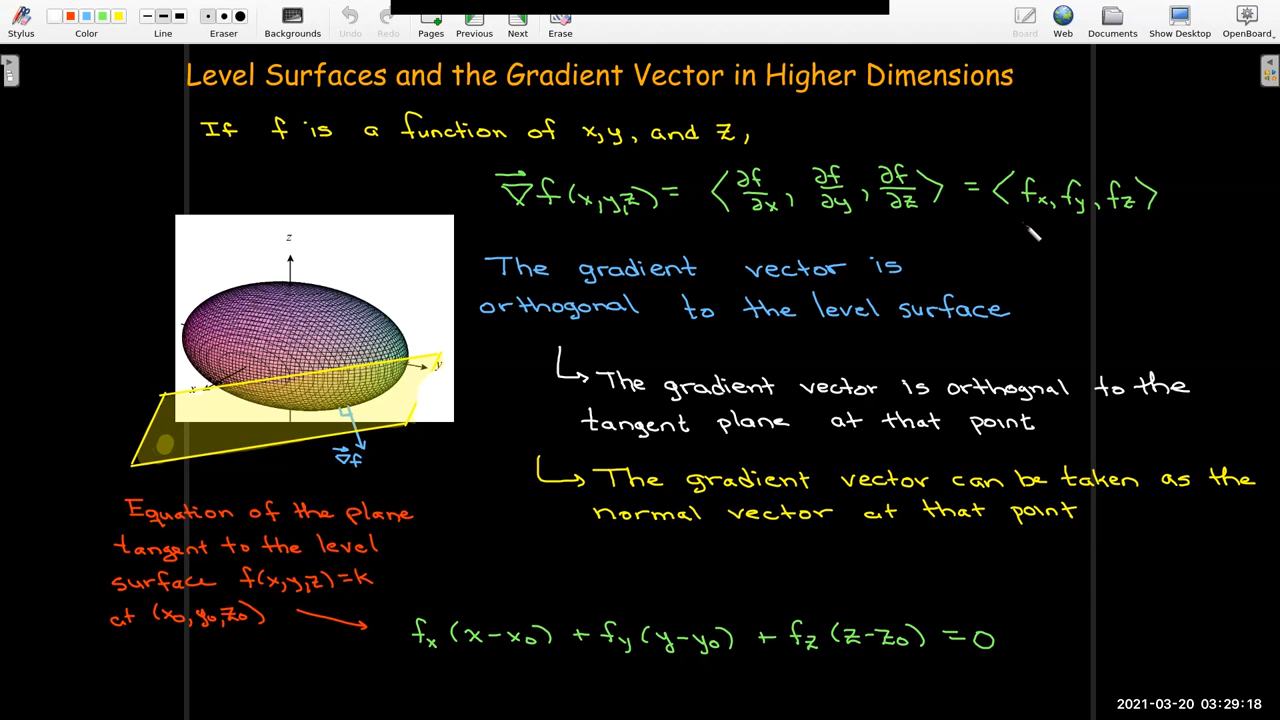 Stylus
Color
Line
Eraser
Backgrounds
Undo
Redo
Pages
Previous
Next
Erase
Board
Web
Documents
Show Desktop
OpenBoard
Level Surfaces and the Gradient Vector in Higher Dimensions
If f is a function of x,y, and z,
∇⃗f(x,y,z) = ⟨∂f/∂x, ∂f/∂y, ∂f/∂z⟩ = ⟨fₓ, f_y, f_z⟩
The gradient vector is
orthogonal to the level surface
z
y
x
∇⃗f
The gradient vector is orthognal to the
tangent plane at that point
The gradient vector can be taken as the
normal vector at that point
Equation of the plane
tangent to the level
surface f(x,y,z)=k
at (x₀,y₀,z₀)
fₓ(x-x₀) + f_y(y-y₀) + f_z(z-z₀) = 0
2021-03-20 03:29:18